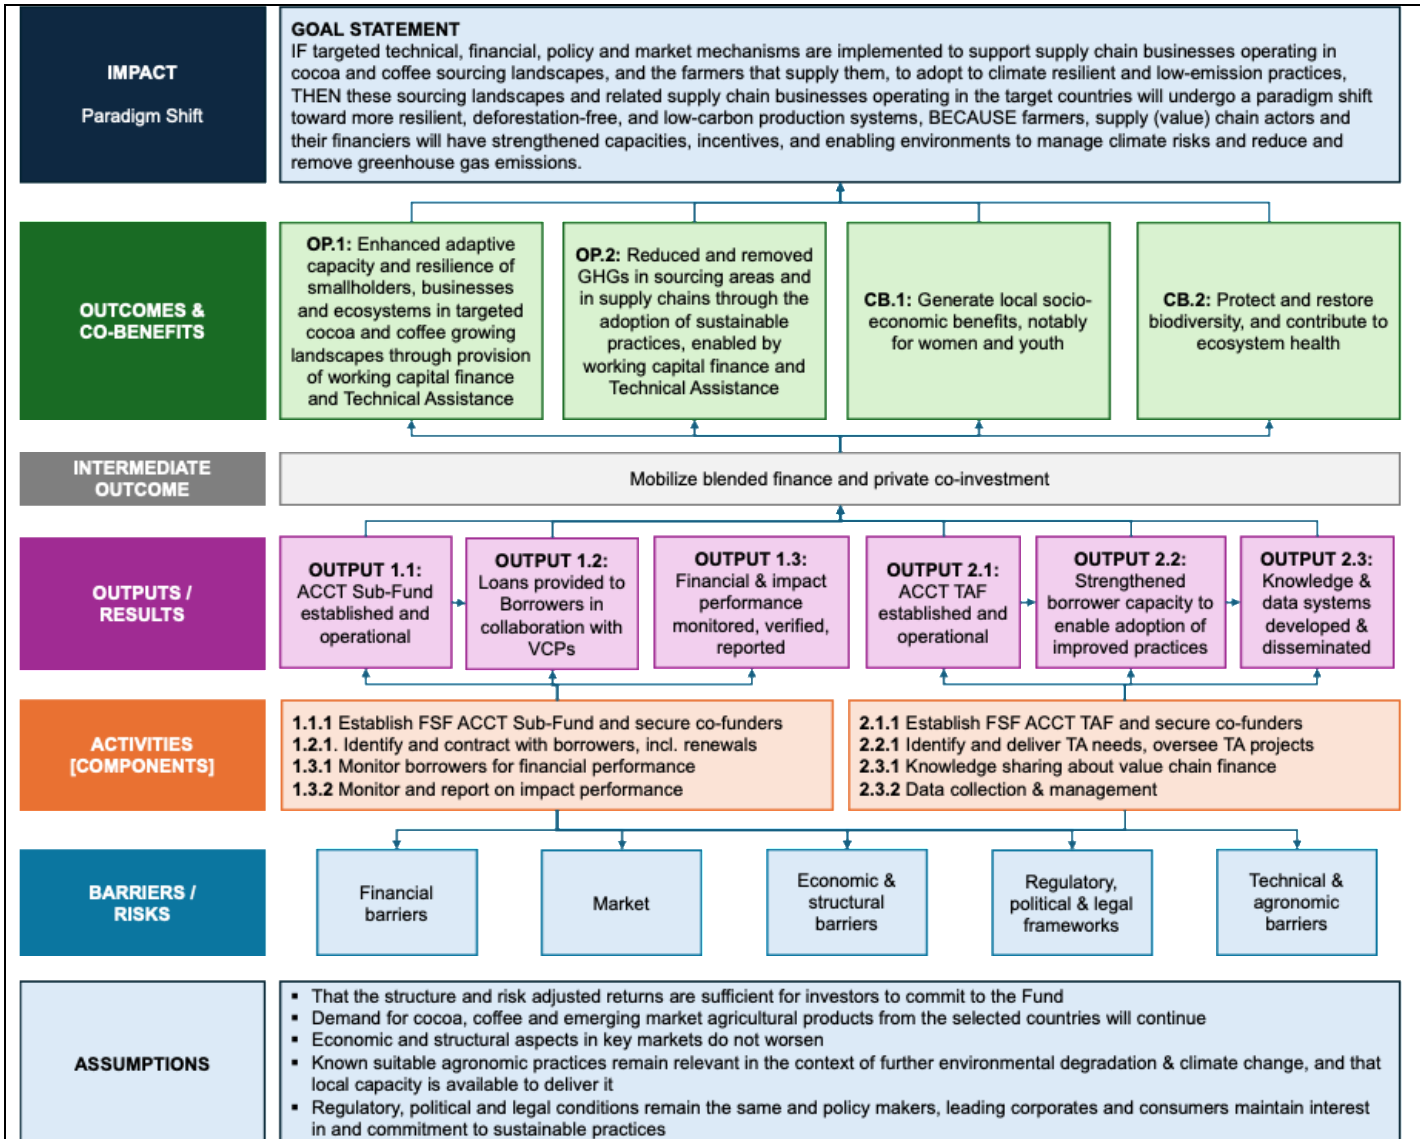 IMPACT
Paradigm Shift
GOAL STATEMENT
IF targeted technical, financial, policy and market mechanisms are implemented to support supply chain businesses operating in
cocoa and coffee sourcing landscapes, and the farmers that supply them, to adopt to climate resilient and low-emission practices,
THEN these sourcing landscapes and related supply chain businesses operating in the target countries will undergo a paradigm shift
toward more resilient, deforestation-free, and low-carbon production systems, BECAUSE farmers, supply (value) chain actors and
their financiers will have strengthened capacities, incentives, and enabling environments to manage climate risks and reduce and
remove greenhouse gas emissions.
OUTCOMES &
CO-BENEFITS
OP.1: Enhanced adaptive
capacity and resilience of
smallholders, businesses
and ecosystems in targeted
cocoa and coffee growing
landscapes through provision
of working capital finance
and Technical Assistance
OP.2: Reduced and removed
GHGs in sourcing areas and
in supply chains through the
adoption of sustainable
practices, enabled by
working capital finance and
Technical Assistance
CB.1: Generate local socio-
economic benefits, notably
for women and youth
CB.2: Protect and restore
biodiversity, and contribute to
ecosystem health
INTERMEDIATE
OUTCOME
Mobilize blended finance and private co-investment
OUTPUTS /
RESULTS
OUTPUT 1.1:
ACCT Sub-Fund
established and
operational
OUTPUT 1.2:
Loans provided to
Borrowers in
collaboration with
VCPs
OUTPUT 1.3:
Financial & impact
performance
monitored, verified,
reported
OUTPUT 2.1:
ACCT TAF
established and
operational
OUTPUT 2.2:
Strengthened
borrower capacity to
enable adoption of
improved practices
OUTPUT 2.3:
Knowledge &
data systems
developed &
disseminated
ACTIVITIES
[COMPONENTS]
1.1.1 Establish FSF ACCT Sub-Fund and secure co-funders
1.2.1. Identify and contract with borrowers, incl. renewals
1.3.1 Monitor borrowers for financial performance
1.3.2 Monitor and report on impact performance
2.1.1 Establish FSF ACCT TAF and secure co-funders
2.2.1 Identify and deliver TA needs, oversee TA projects
2.3.1 Knowledge sharing about value chain finance
2.3.2 Data collection & management
BARRIERS /
RISKS
Financial
barriers
Market
Economic &
structural
barriers
Regulatory,
political & legal
frameworks
Technical &
agronomic
barriers
ASSUMPTIONS
▪ That the structure and risk adjusted returns are sufficient for investors to commit to the Fund
▪ Demand for cocoa, coffee and emerging market agricultural products from the selected countries will continue
▪ Economic and structural aspects in key markets do not worsen
▪ Known suitable agronomic practices remain relevant in the context of further environmental degradation & climate change, and that
local capacity is available to deliver it
▪ Regulatory, political and legal conditions remain the same and policy makers, leading corporates and consumers maintain interest
in and commitment to sustainable practices